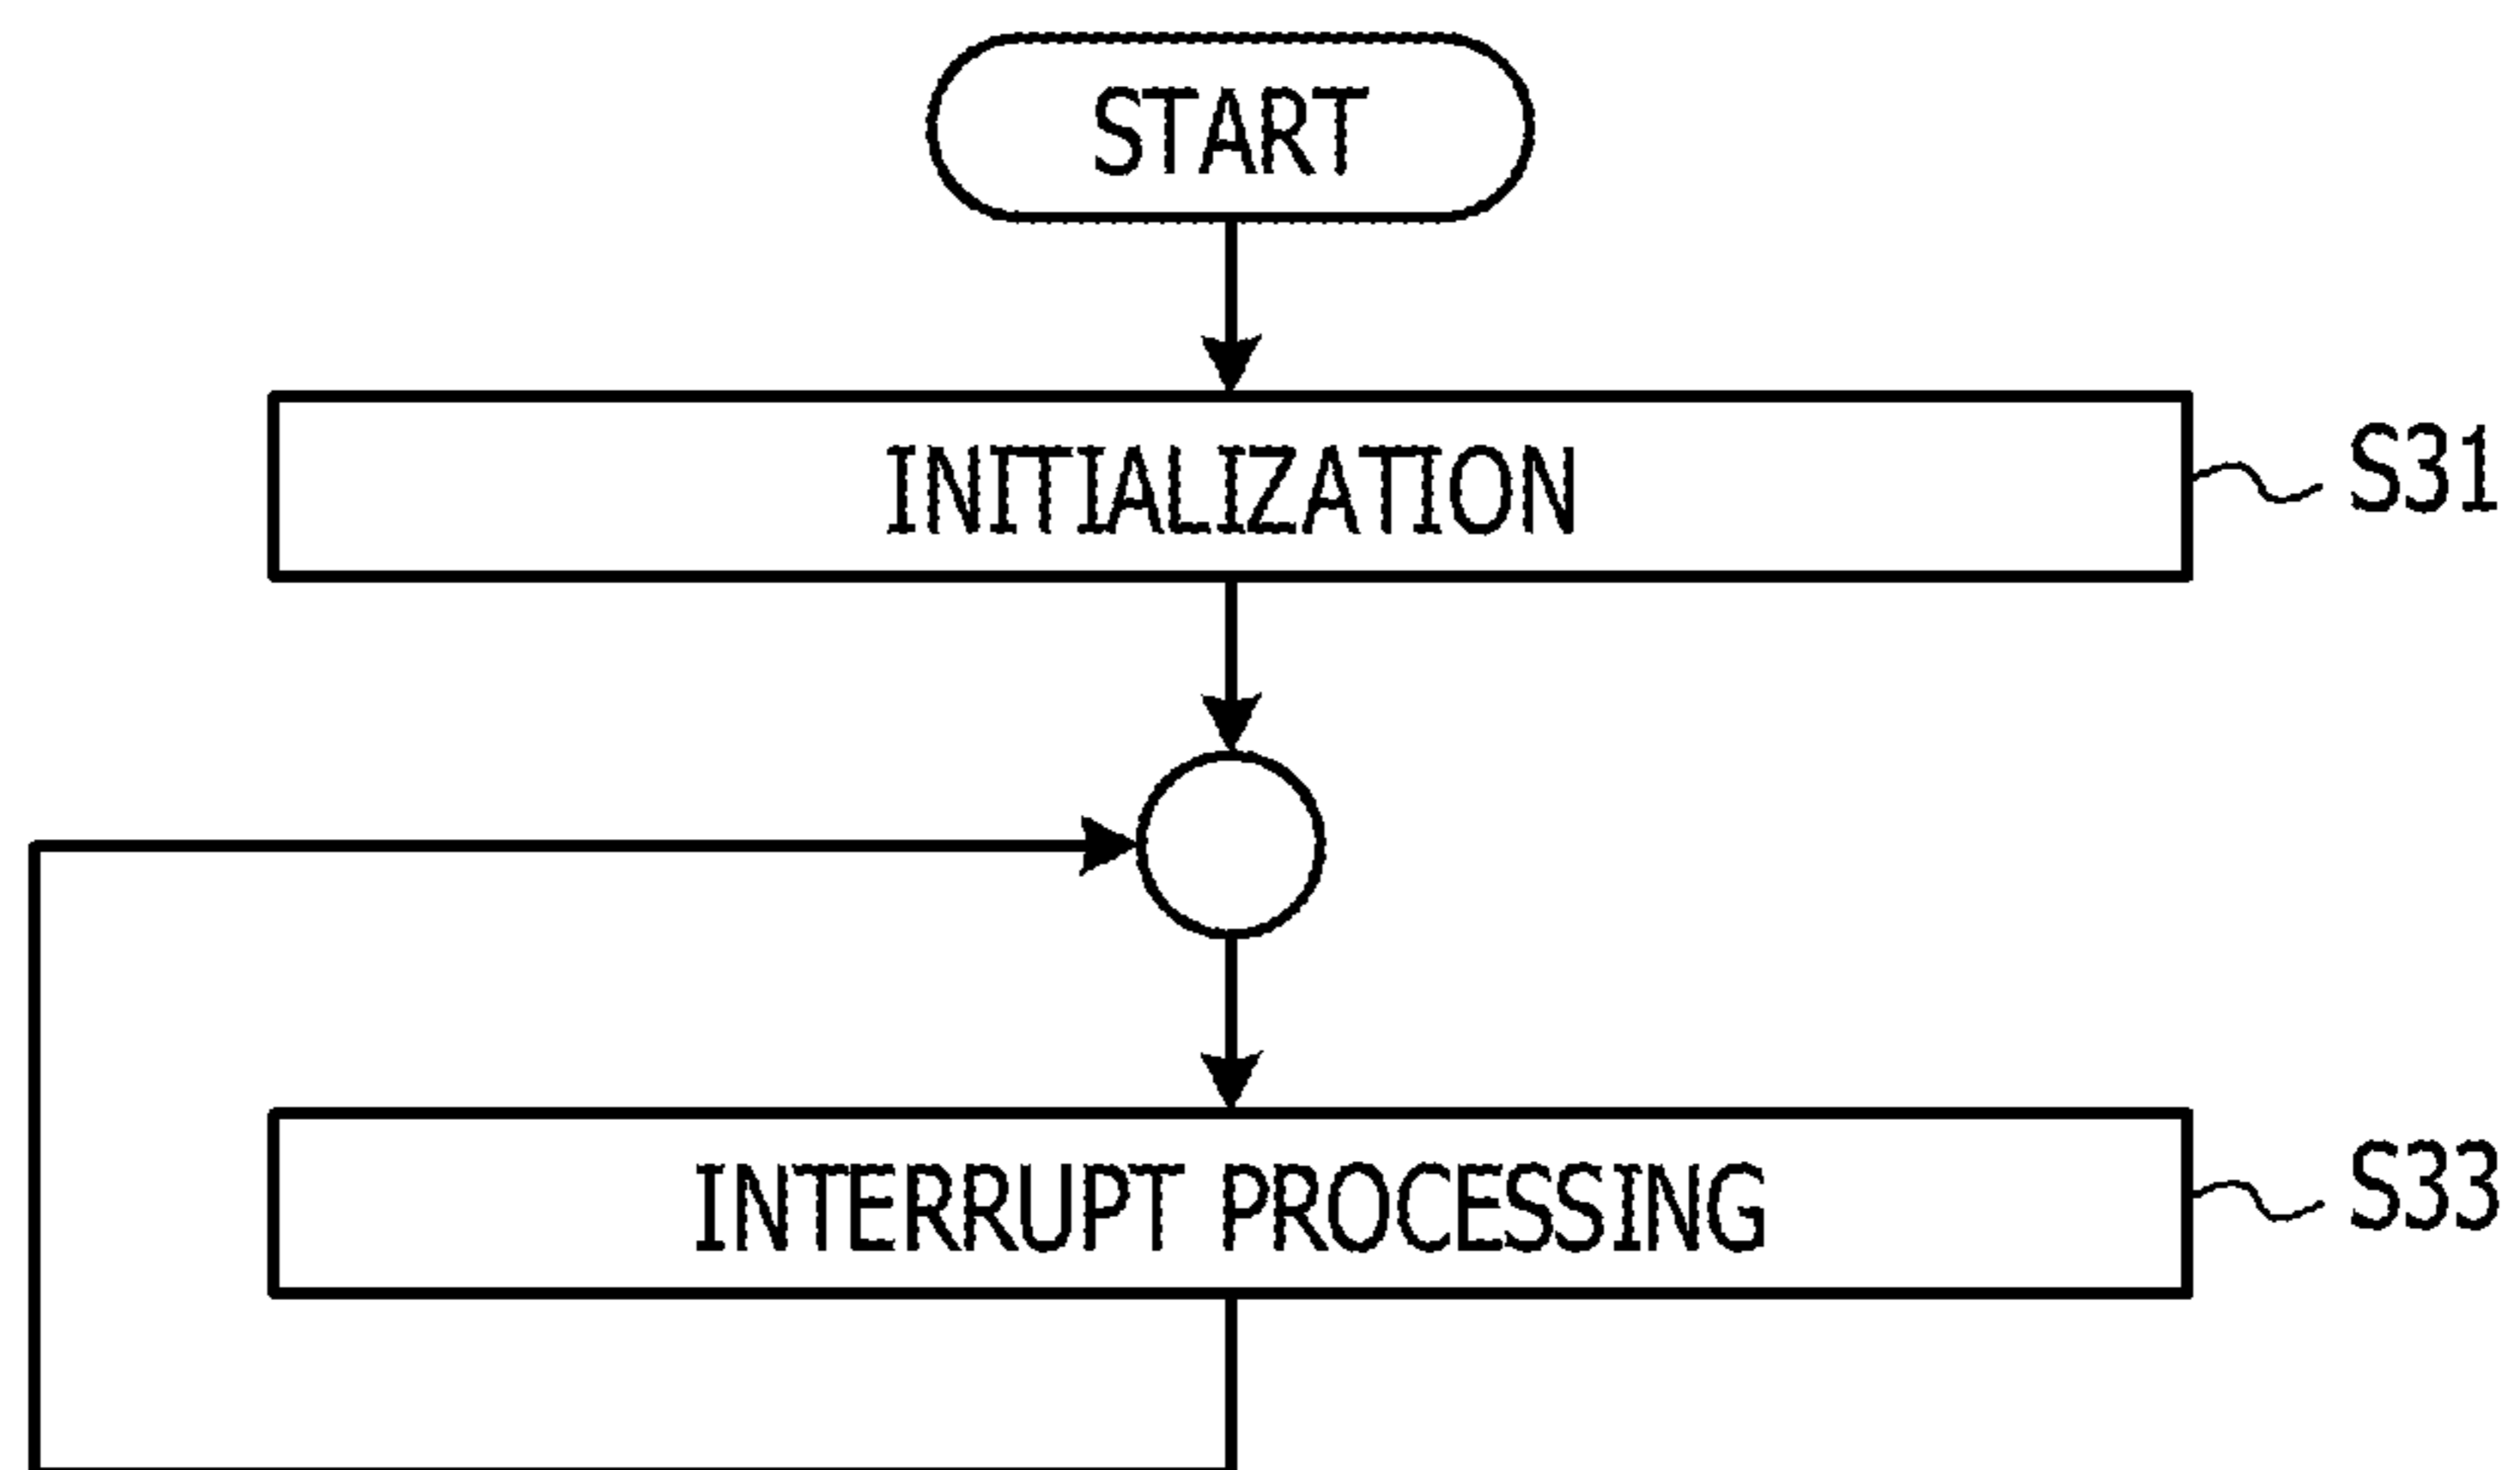 START
INITIALIZATION
S31
INTERRUPT PROCESSING
S33